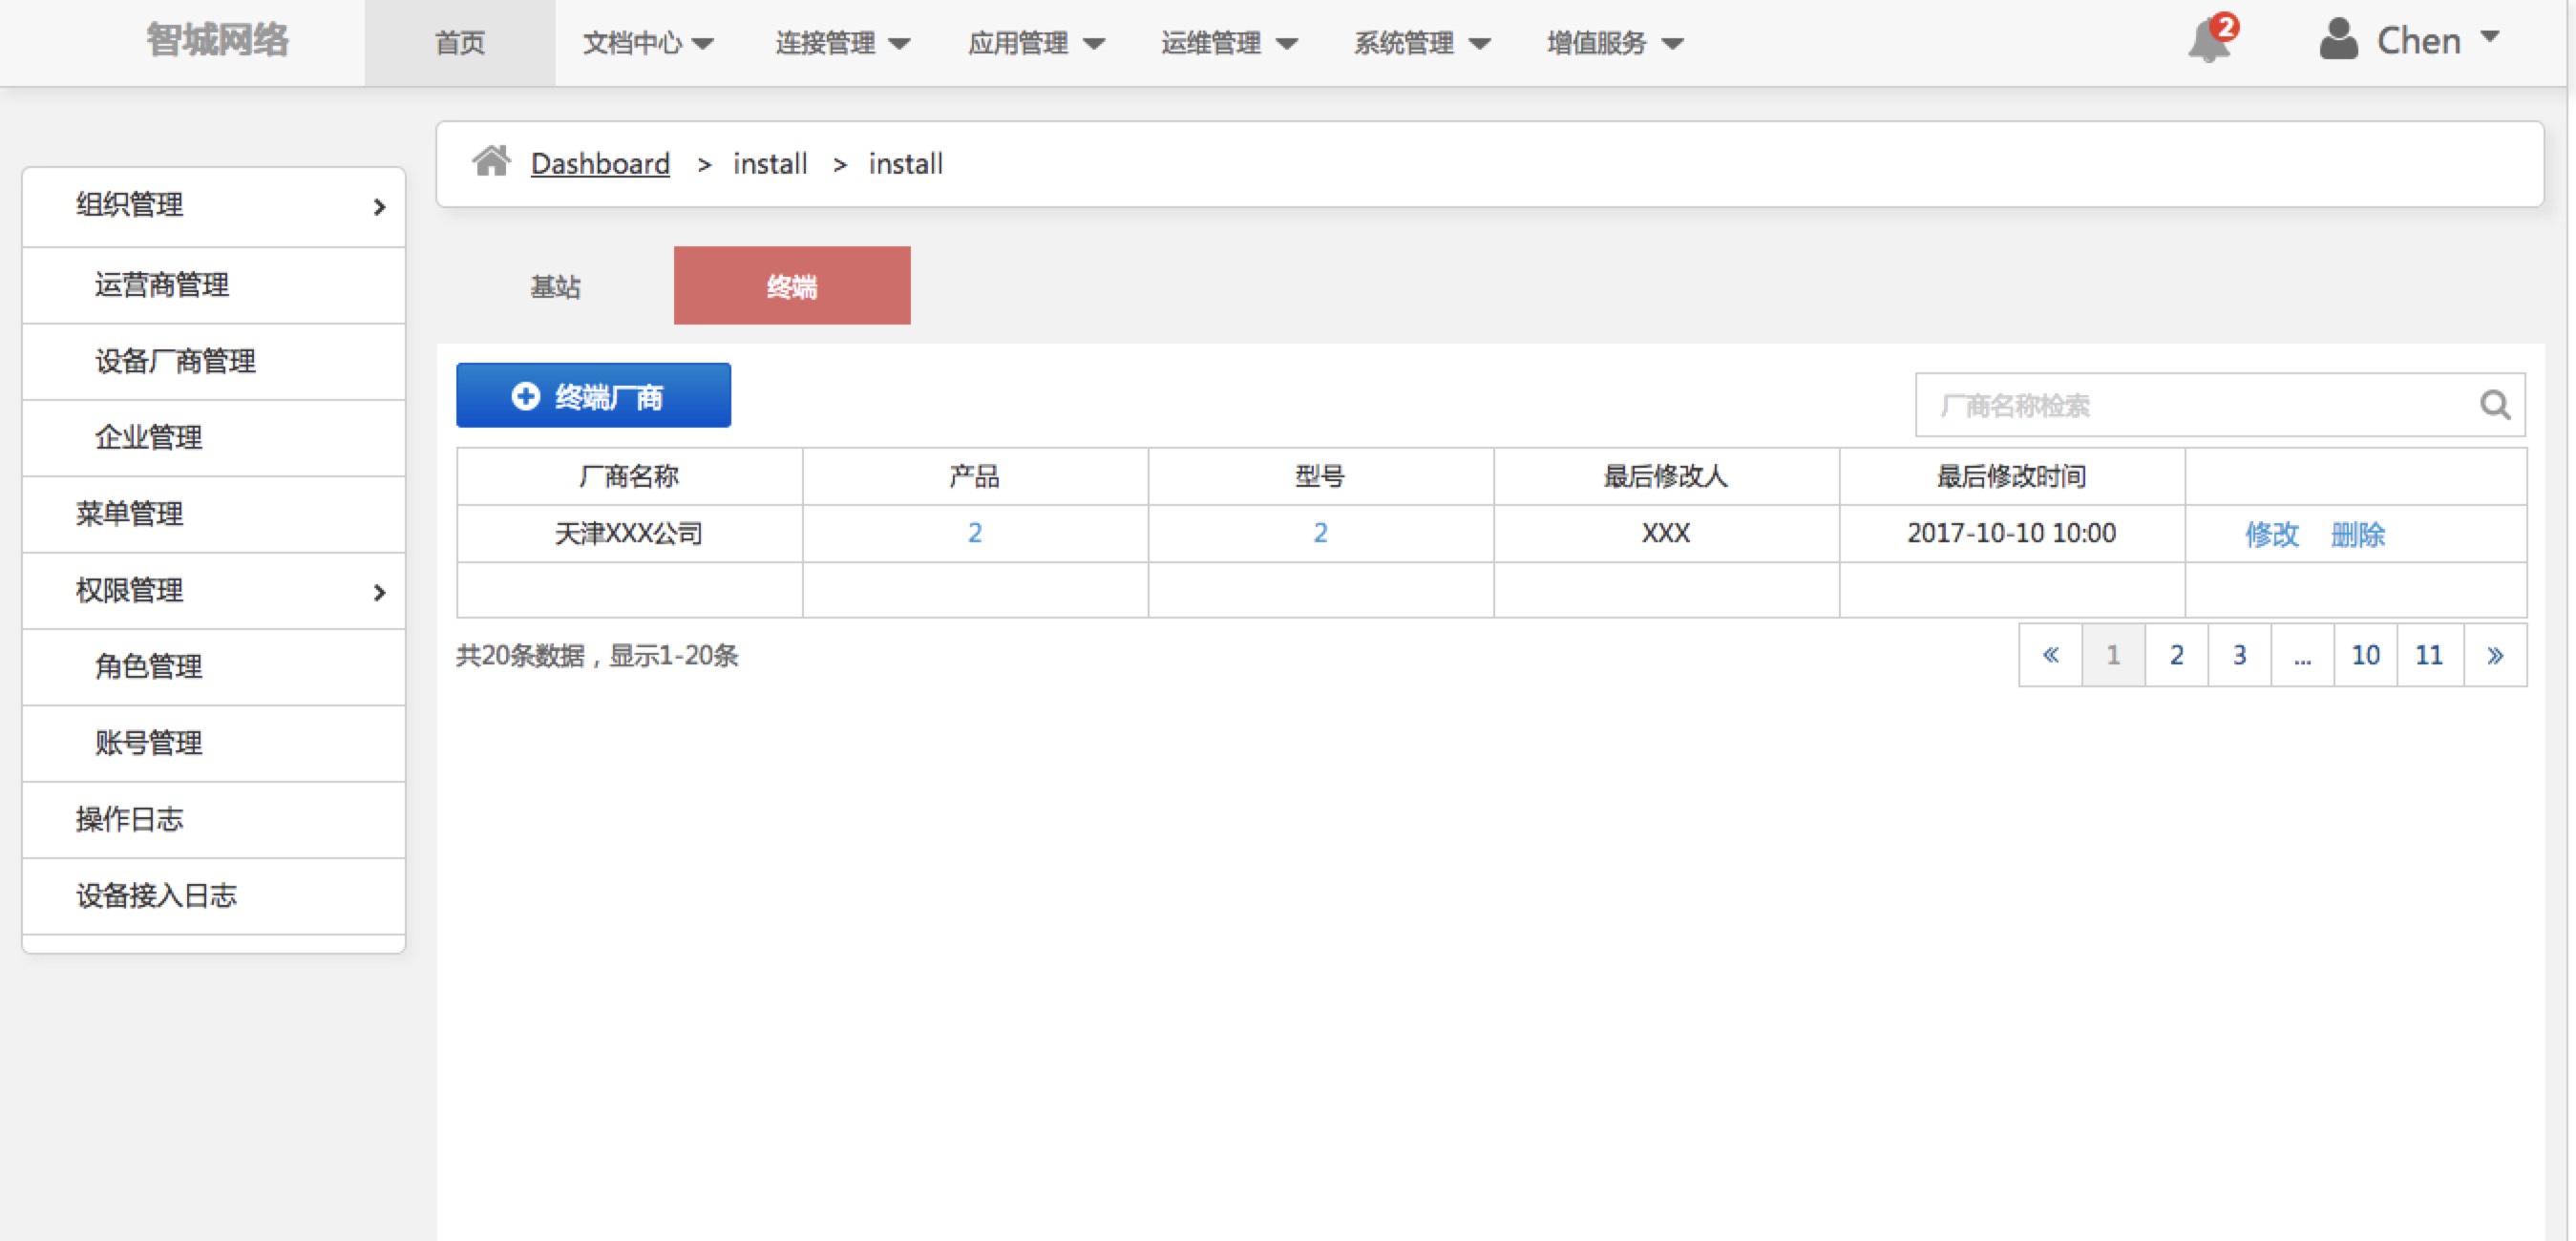 智城网络 首页 文档中心 连接管理 应用管理 运维管理 系统管理 增值服务 2 Chen
Dashboard > install > install
组织管理
运营商管理
设备厂商管理
企业管理
菜单管理
权限管理
角色管理
账号管理
操作日志
设备接入日志
基站 终端
终端厂商 厂商名称检索
厂商名称 产品 型号 最后修改人 最后修改时间
天津XXX公司 2 2 XXX 2017-10-10 10:00 修改 删除
共20条数据，显示1-20条 « 1 2 3 ... 10 11 »